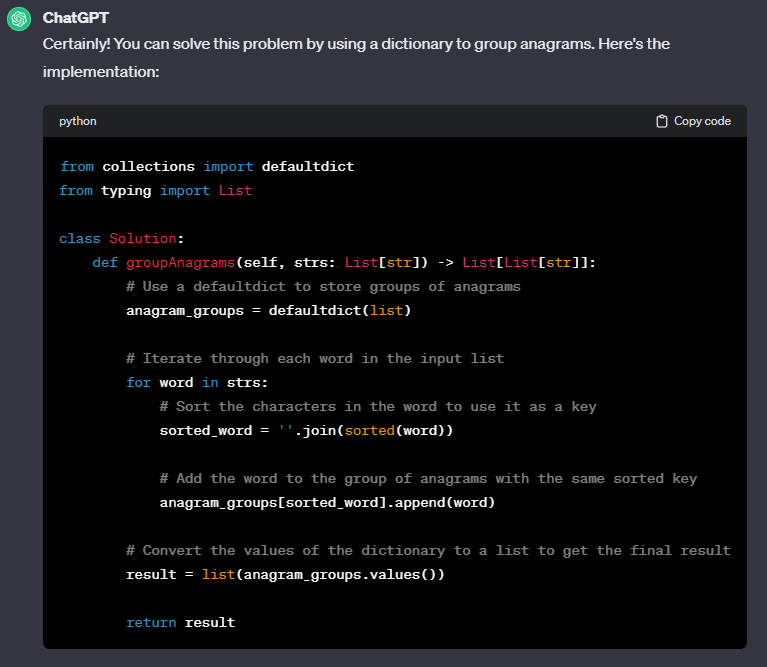 ChatGPT
Certainly! You can solve this problem by using a dictionary to group anagrams. Here's the
implementation:
python
Copy code
from collections import defaultdict
from typing import List
class Solution:
    def groupAnagrams(self, strs: List[str]) -> List[List[str]]:
        # Use a defaultdict to store groups of anagrams
        anagram_groups = defaultdict(list)
        # Iterate through each word in the input list
        for word in strs:
            # Sort the characters in the word to use it as a key
            sorted_word = ''.join(sorted(word))
            # Add the word to the group of anagrams with the same sorted key
            anagram_groups[sorted_word].append(word)
        # Convert the values of the dictionary to a list to get the final result
        result = list(anagram_groups.values())
        return result